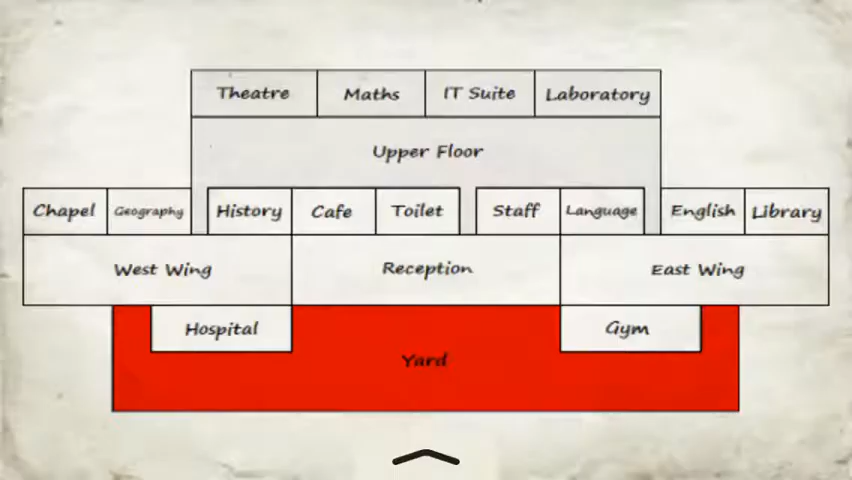 Theatre Maths IT Suite Laboratory
Upper Floor
Chapel Geography History Cafe Toilet Staff Language English Library
West Wing Reception East Wing
Hospital Gym
Yard